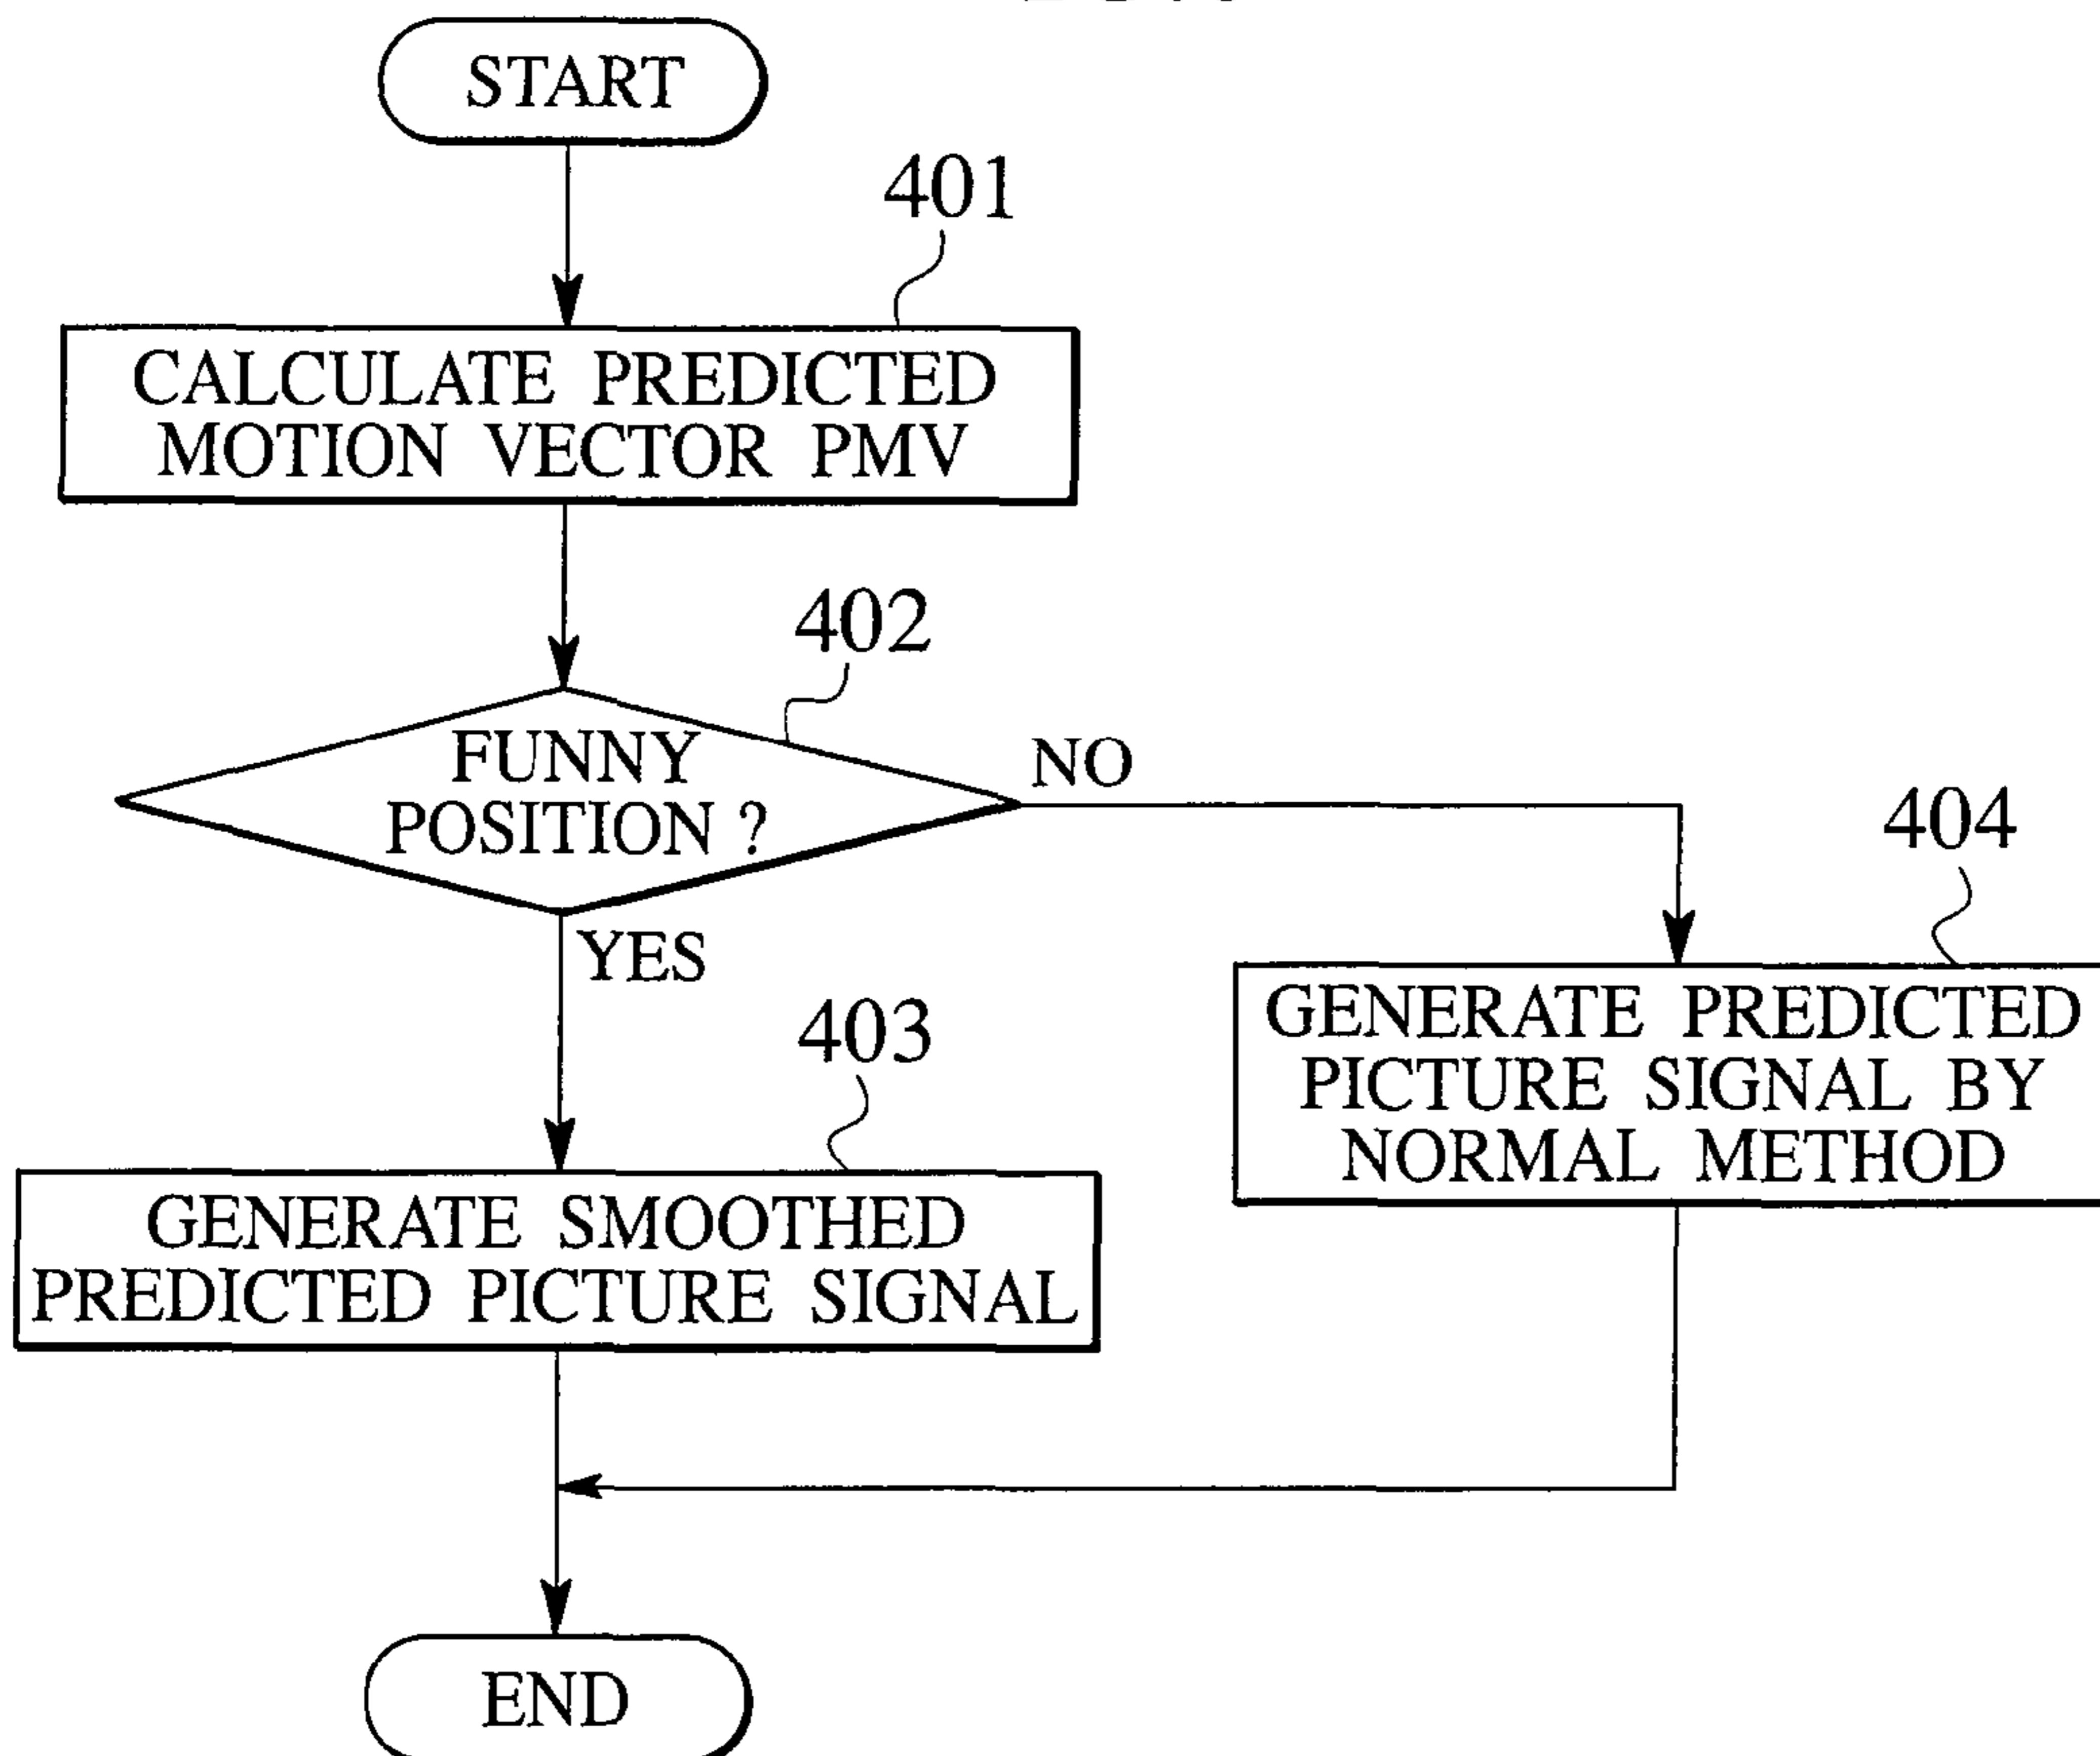 START
401
CALCULATE PREDICTED
MOTION VECTOR PMV
402
FUNNY
POSITION ?
NO
YES
404
GENERATE PREDICTED
PICTURE SIGNAL BY
NORMAL METHOD
403
GENERATE SMOOTHED
PREDICTED PICTURE SIGNAL
END